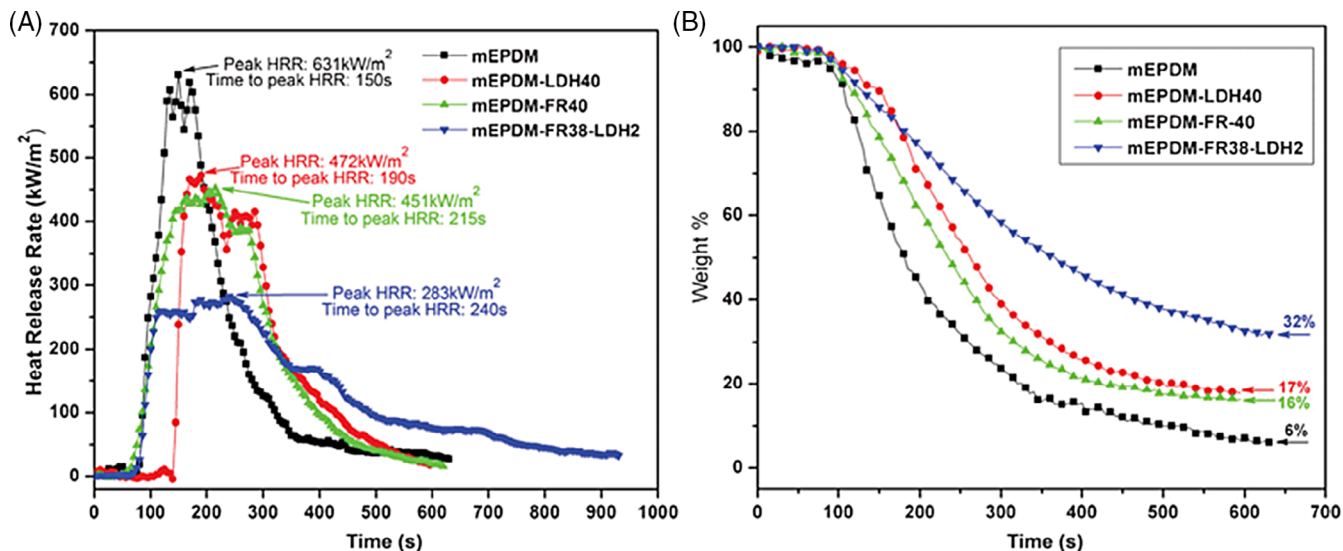 (A)
700
600
500
400
300
200
100
0
Heat Release Rate (kW/m²)
Peak HRR: 631kW/m²
Time to peak HRR: 150s
mEPDM
mEPDM-LDH40
mEPDM-FR40
mEPDM-FR38-LDH2
Peak HRR: 472kW/m²
Time to peak HRR: 190s
Peak HRR: 451kW/m²
Time to peak HRR: 215s
Peak HRR: 283kW/m²
Time to peak HRR: 240s
0 100 200 300 400 500 600 700 800 900 1000
Time (s)
(B)
100
80
60
40
20
0
Weight %
mEPDM
mEPDM-LDH40
mEPDM-FR-40
mEPDM-FR38-LDH2
32%
17%
16%
6%
0 100 200 300 400 500 600 700
Time (s)